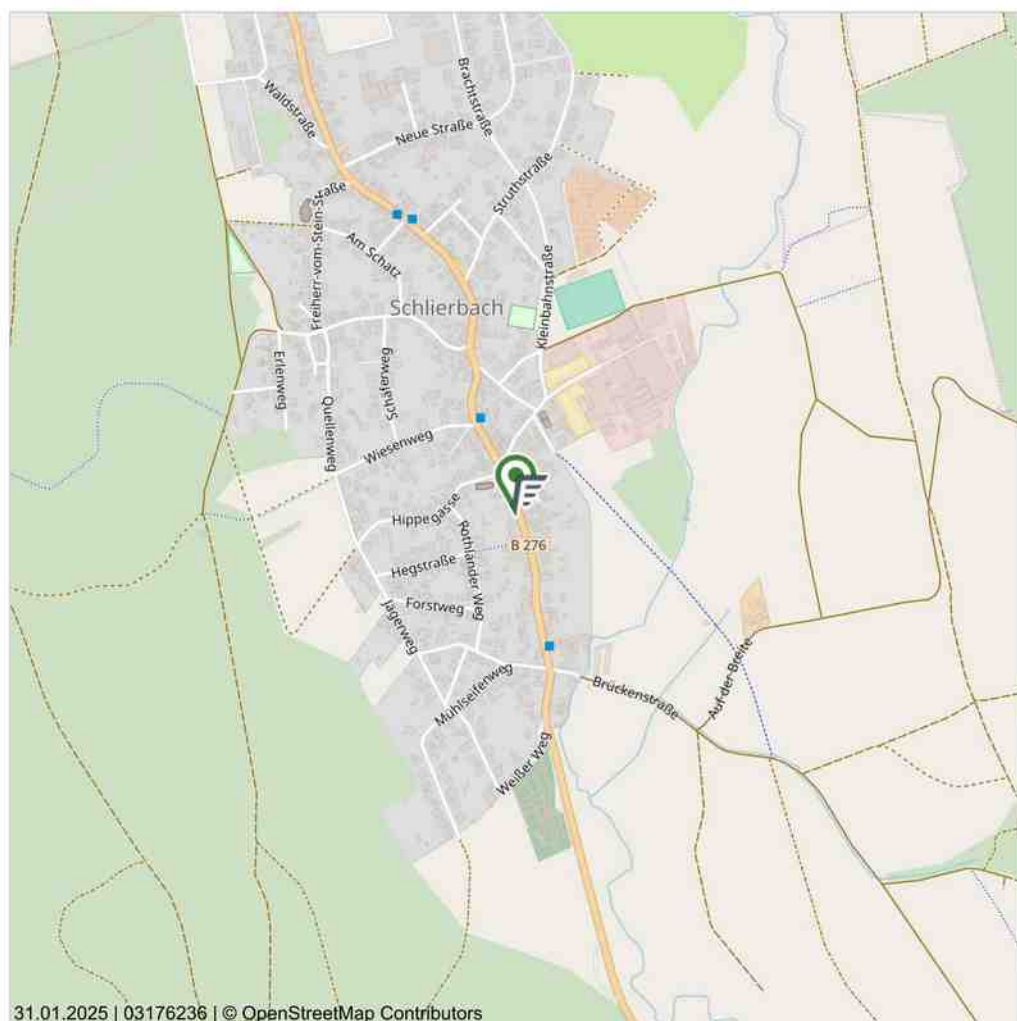 Waldstraße
Neue Straße
Brachtstraße
Struthstraße
Freiherr-vom-Stein-Straße
Am Schatz
Schlierbach
Kleinbahnstraße
Erlenweg
Schäferweg
Quellenweg
Wiesenweg
Hippegasse
B 276
Rothländer Weg
Hegstraße
Forstweg
Jägerweg
Mühlseifenweg
Brückenstraße
Auf der Breite
Weißer Weg
31.01.2025 | 03176236 | © OpenStreetMap Contributors